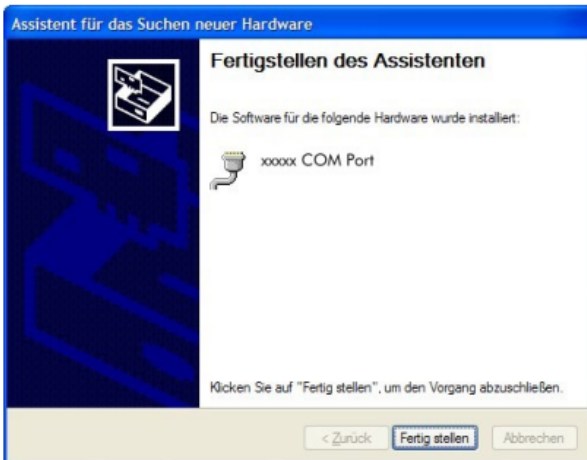 Assistent für das Suchen neuer Hardware
Fertigstellen des Assistenten
Die Software für die folgende Hardware wurde installiert:
xxxxx COM Port
Klicken Sie auf "Fertig stellen", um den Vorgang abzuschließen.
< Zurück Fertig stellen Abbrechen